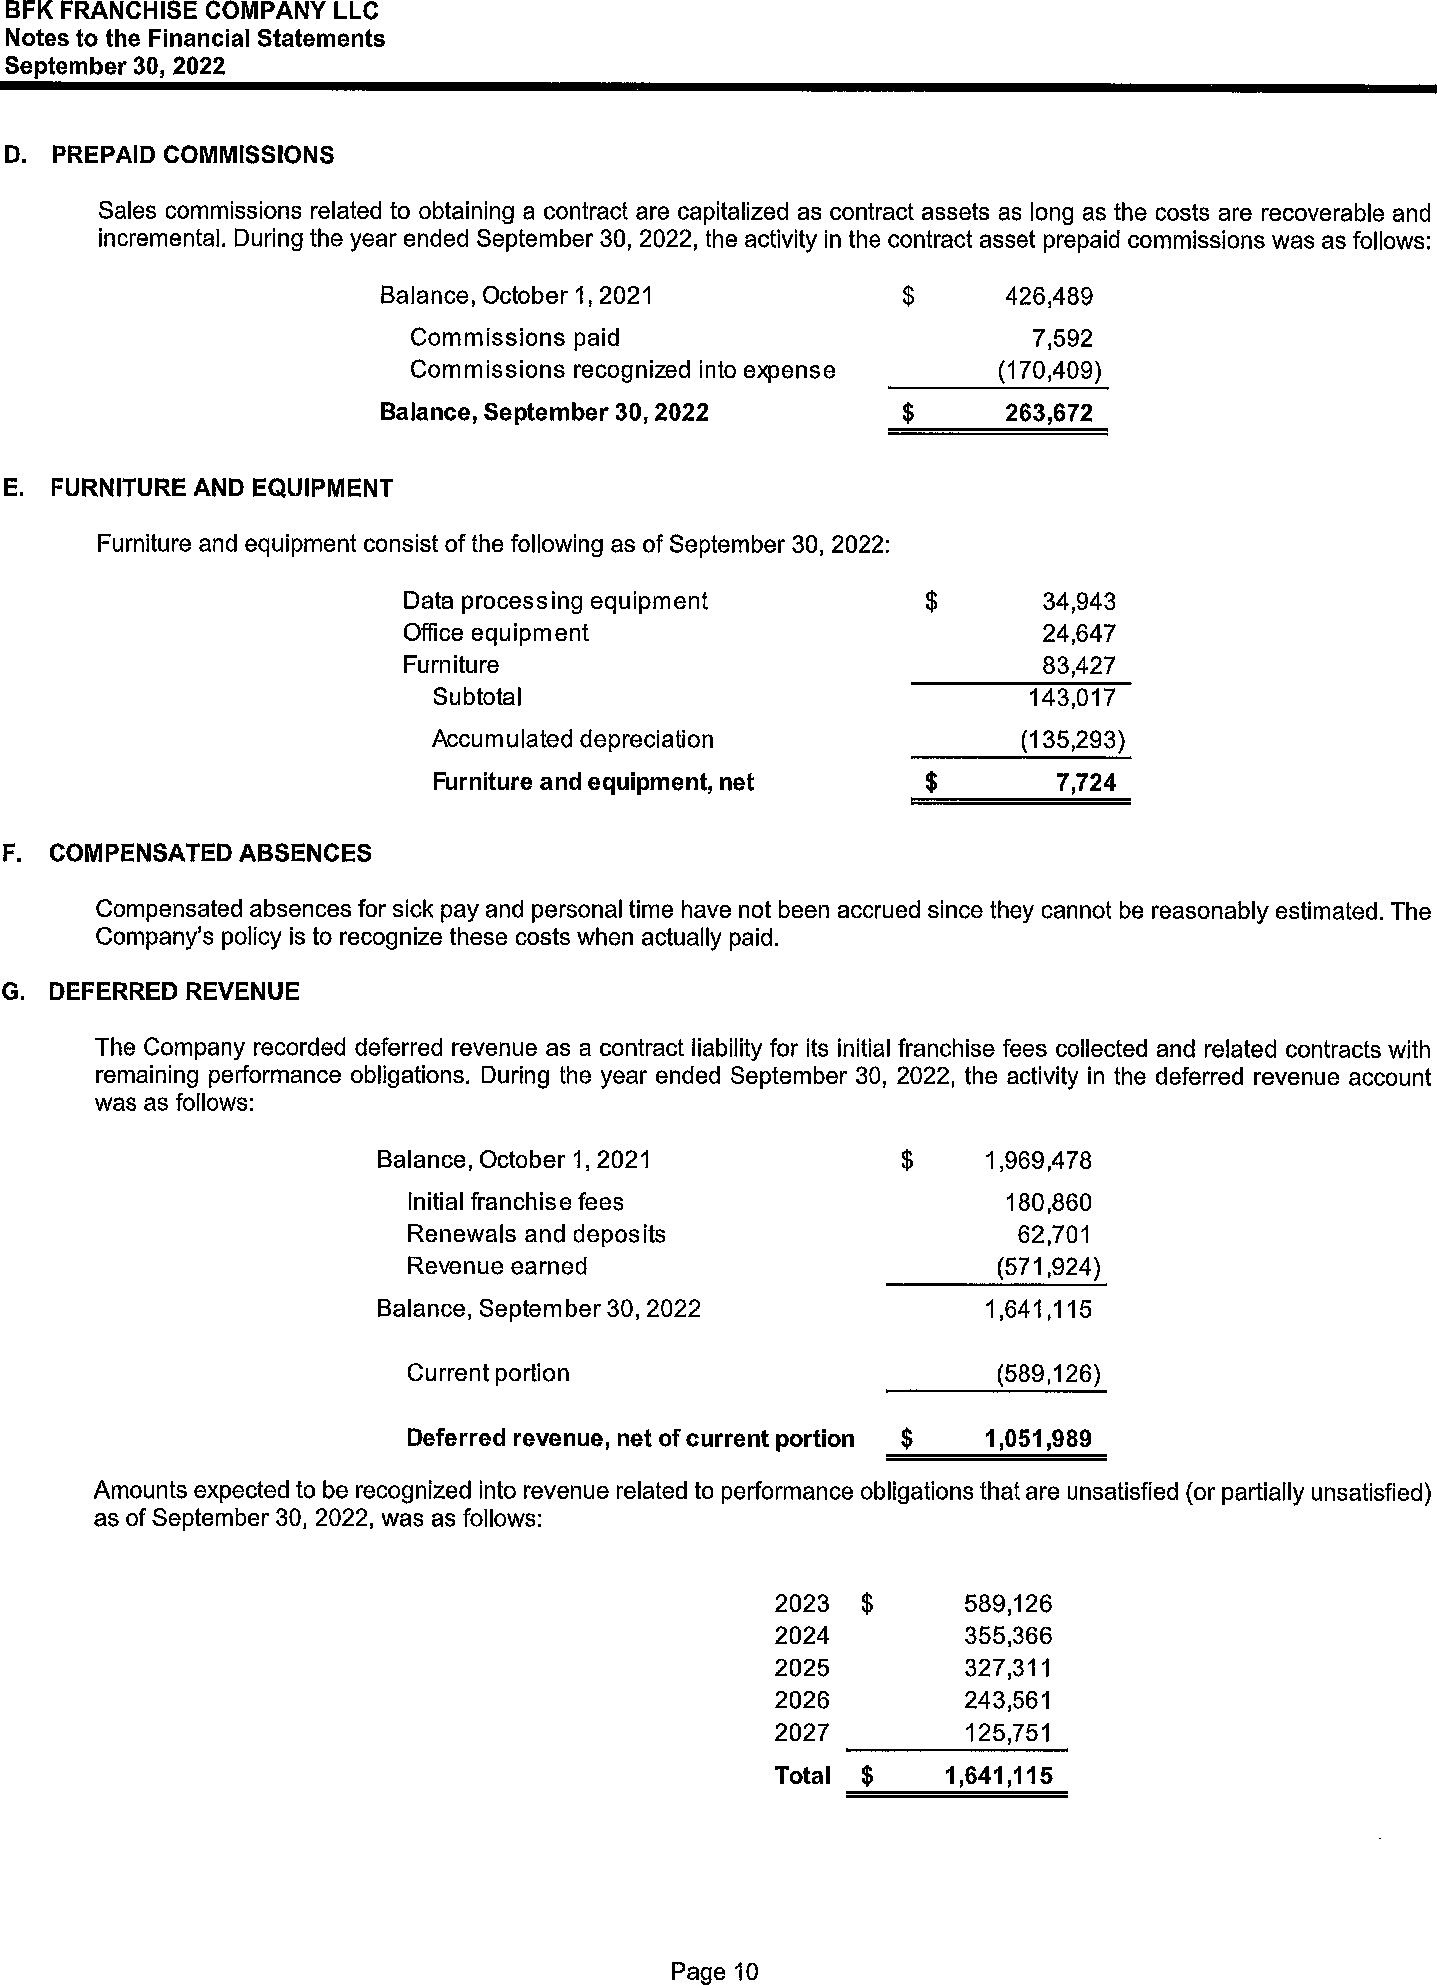 BFK FRANCHISE COMPANY LLC
Notes to the Financial Statements
September 30, 2022
D. PREPAID COMMISSIONS
Sales commissions related to obtaining a contract are capitalized as contract assets as long as the costs are recoverable and
incremental. During the year ended September 30, 2022, the activity in the contract asset prepaid commissions was as follows:
Balance, October 1, 2021 $ 426,489
Commissions paid 7,592
Commissions recognized into expense (170,409)
Balance, September 30, 2022 $ 263,672
E. FURNITURE AND EQUIPMENT
Furniture and equipment consist of the following as of September 30, 2022:
Data processing equipment $ 34,943
Office equipment 24,647
Furniture 83,427
Subtotal 143,017
Accumulated depreciation (135,293)
Furniture and equipment, net $ 7,724
F. COMPENSATED ABSENCES
Compensated absences for sick pay and personal time have not been accrued since they cannot be reasonably estimated. The
Company's policy is to recognize these costs when actually paid.
G. DEFERRED REVENUE
The Company recorded deferred revenue as a contract liability for its initial franchise fees collected and related contracts with
remaining performance obligations. During the year ended September 30, 2022, the activity in the deferred revenue account
was as follows:
Balance, October 1, 2021 $ 1,969,478
Initial franchise fees 180,860
Renewals and deposits 62,701
Revenue earned (571,924)
Balance, September 30, 2022 1,641,115
Current portion (589,126)
Deferred revenue, net of current portion $ 1,051,989
Amounts expected to be recognized into revenue related to performance obligations that are unsatisfied (or partially unsatisfied)
as of September 30, 2022, was as follows:
2023 $ 589,126
2024 355,366
2025 327,311
2026 243,561
2027 125,751
Total $ 1,641,115
Page 10